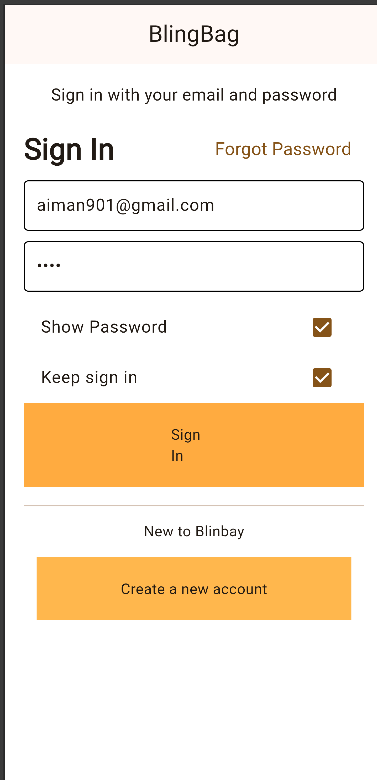 BlingBag
Sign in with your email and password
Sign In
Forgot Password
aiman901@gmail.com
••••
Show Password
Keep sign in
Sign
In
New to Blinbay
Create a new account